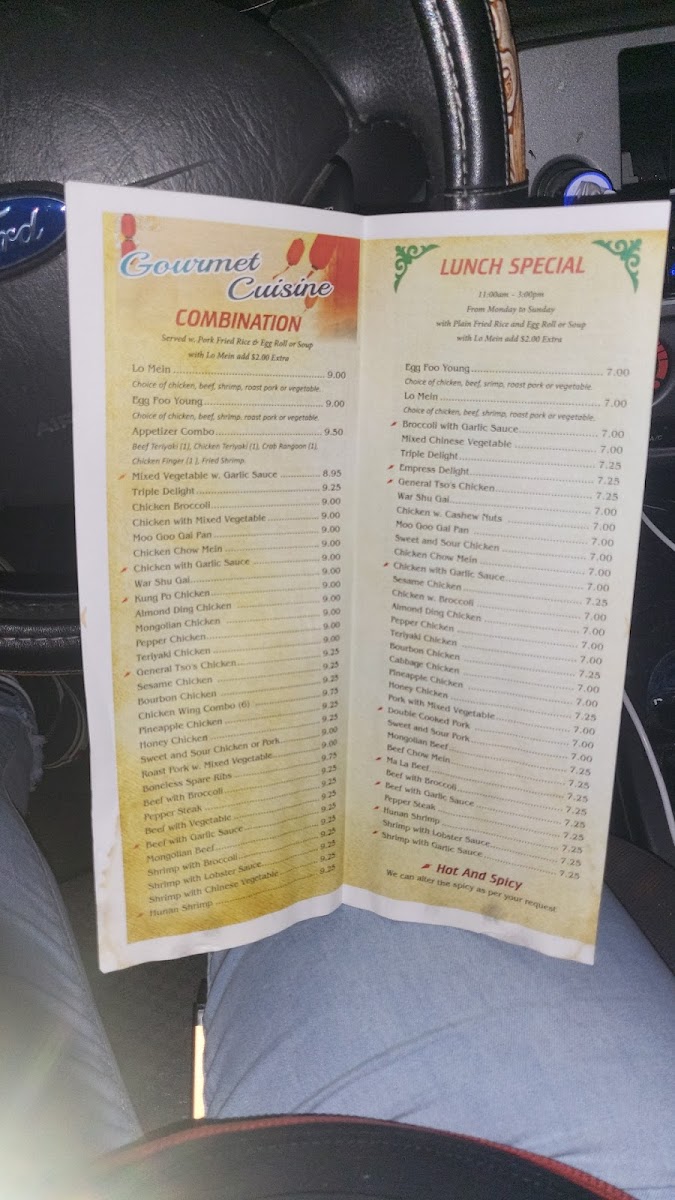 Ford
Gourmet
Cuisine
COMBINATION
Served w. Pork Fried Rice & Egg Roll or Soup
with Lo Mein add $2.00 Extra
Lo Mein 9.00
Choice of chicken, beef, shrimp, roast pork or vegetable.
Egg Foo Young 9.00
Choice of chicken, beef, shrimp, roast pork or vegetable.
Appetizer Combo 9.50
Beef Teriyaki (1), Chicken Teriyaki (1), Crab Rangoon (1),
Chicken Finger (1 ), Fried Shrimp.
Mixed Vegetable w. Garlic Sauce 8.95
Triple Delight 9.25
Chicken Broccoli 9.00
Chicken with Mixed Vegetable 9.00
Moo Goo Gai Pan 9.00
Chicken Chow Mein 9.00
Chicken with Garlic Sauce 9.00
War Shu Gai 9.00
Kung Po Chicken 9.00
Almond Ding Chicken 9.00
Mongolian Chicken 9.00
Pepper Chicken 9.00
Teriyaki Chicken 9.00
General Tso's Chicken 9.25
Sesame Chicken 9.25
Bourbon Chicken 9.25
Chicken Wing Combo (6) 9.75
Pineapple Chicken 9.25
Honey Chicken 9.25
Sweet and Sour Chicken or Pork 9.00
Roast Pork w. Mixed Vegetable 9.00
Boneless Spare Ribs 9.75
Beef with Broccoli 9.25
Pepper Steak 9.25
Beef with Vegetable 9.25
Beef with Garlic Sauce 9.25
Mongolian Beef 9.25
Shrimp with Broccoli 9.25
Shrimp with Lobster Sauce 9.25
Shrimp with Chinese Vegetable 9.25
Hunan Shrimp 9.25
LUNCH SPECIAL
11:00am - 3:00pm
From Monday to Sunday
with Plain Fried Rice and Egg Roll or Soup
with Lo Mein add $2.00 Extra
Egg Foo Young 7.00
Choice of chicken, beef, srimp, roast pork or vegetable.
Lo Mein 7.00
Choice of chicken, beef, shrimp, roast pork or vegetable.
Broccoli with Garlic Sauce 7.00
Mixed Chinese Vegetable 7.00
Triple Delight 7.25
Empress Delight 7.25
General Tso's Chicken 7.25
War Shu Gai 7.00
Chicken w. Cashew Nuts 7.00
Moo Goo Gai Pan 7.00
Sweet and Sour Chicken 7.00
Chicken Chow Mein 7.00
Chicken with Garlic Sauce 7.00
Sesame Chicken 7.25
Chicken w. Broccoli 7.00
Almond Ding Chicken 7.00
Pepper Chicken 7.00
Teriyaki Chicken 7.00
Bourbon Chicken 7.25
Cabbage Chicken 7.00
Pineapple Chicken 7.00
Honey Chicken 7.25
Pork with Mixed Vegetable 7.00
Double Cooked Pork 7.00
Sweet and Sour Pork 7.00
Mongolian Beef 7.25
Beef Chow Mein 7.25
Ma La Beef 7.25
Beef with Broccoli 7.25
Beef with Garlic Sauce 7.25
Pepper Steak 7.25
Hunan Shrimp 7.25
Shrimp with Lobster Sauce 7.25
Shrimp with Garlic Sauce 7.25
Hot And Spicy
We can alter the spicy as per your request